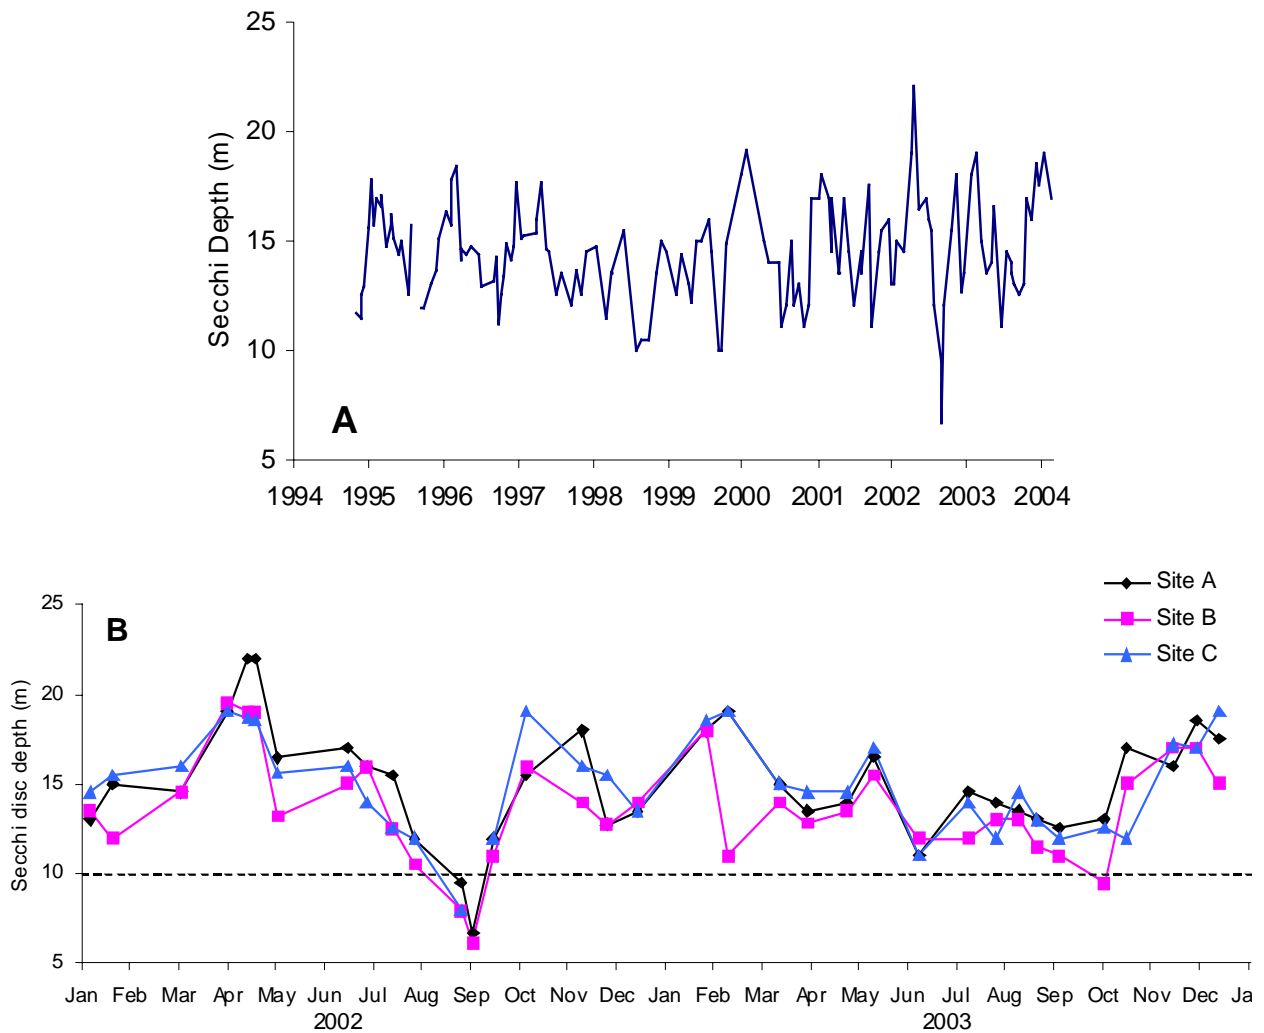 25
20
15
10
5
Secchi Depth (m)
A
1994 1995 1996 1997 1998 1999 2000 2001 2002 2003 2004
Site A
Site B
Site C
25
20
15
10
5
Secchi disc depth (m)
B
Jan Feb Mar Apr May Jun Jul Aug Sep Oct Nov Dec Jan Feb Mar Apr May Jun Jul Aug Sep Oct Nov Dec Ja
2002 2003